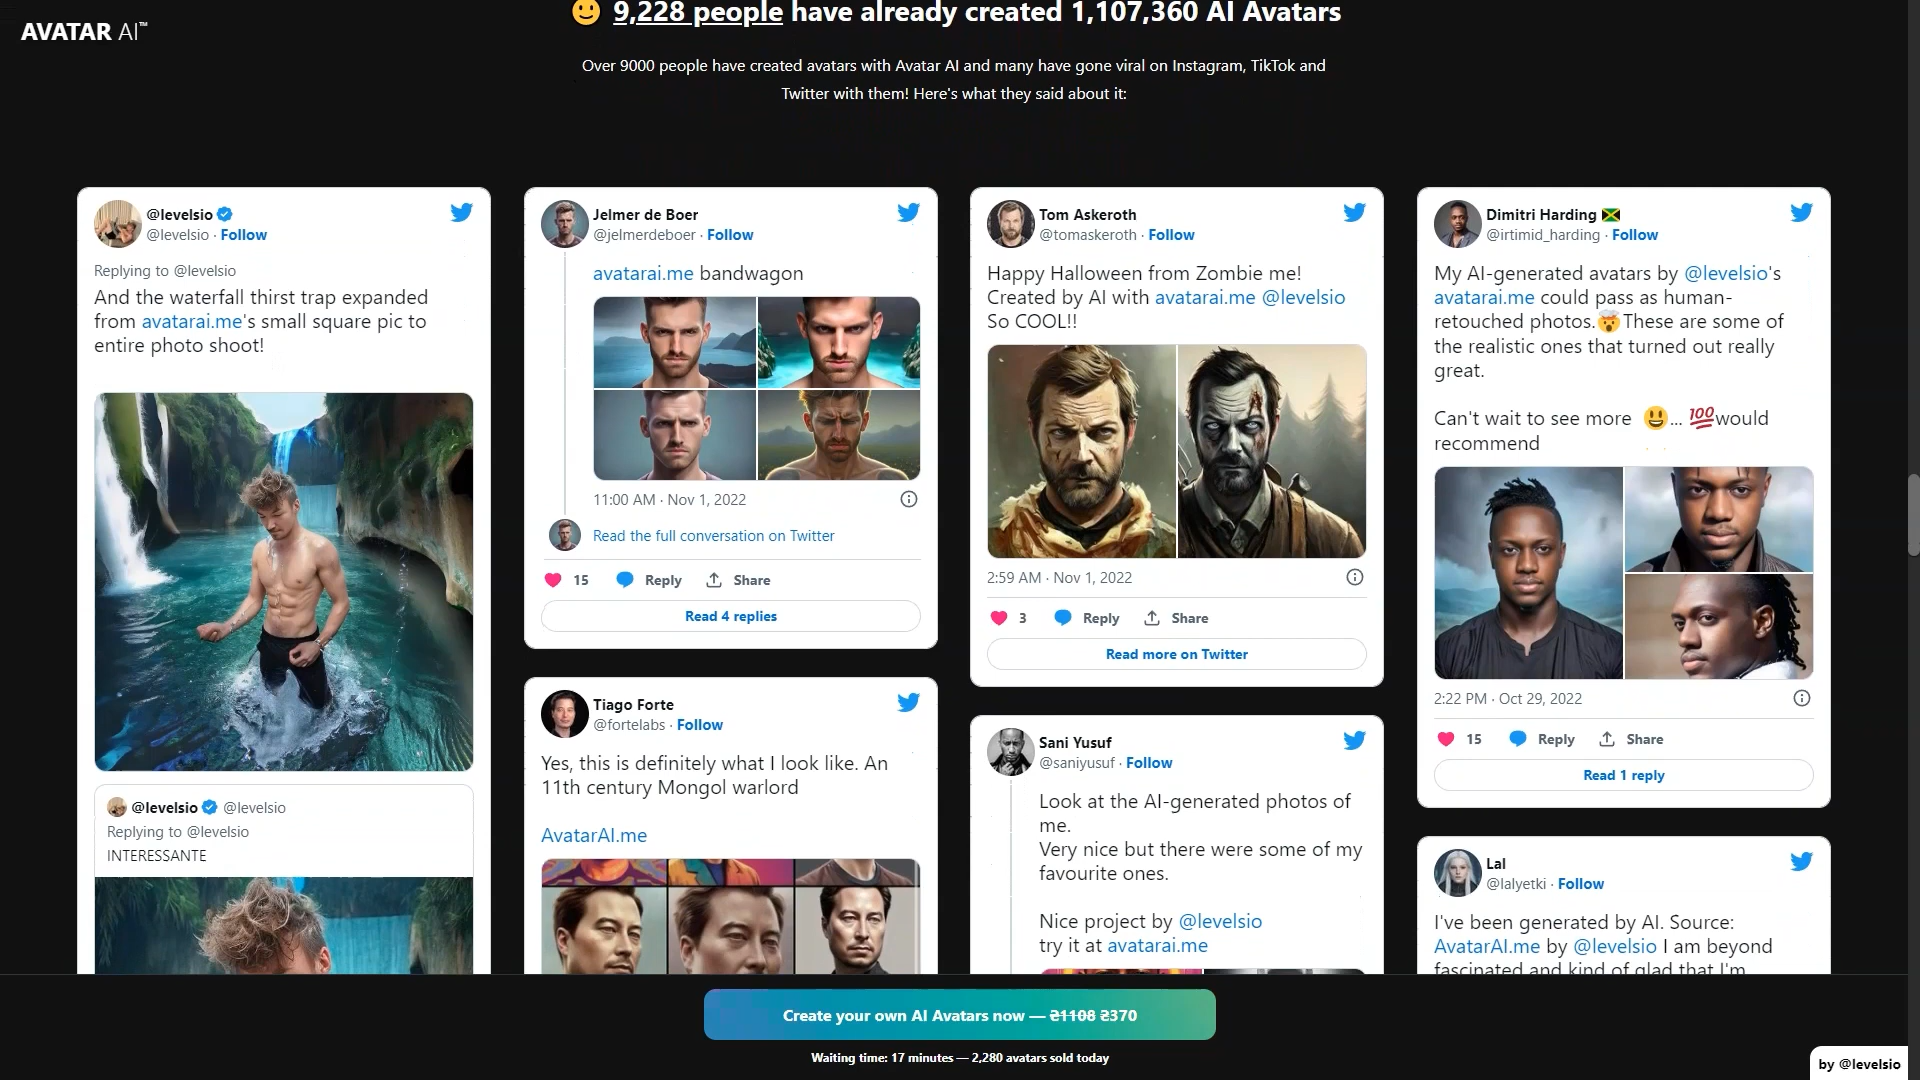 AVATAR AI™
9,228 people have already created 1,107,360 AI Avatars
Over 9000 people have created avatars with Avatar AI and many have gone viral on Instagram, TikTok and
Twitter with them! Here's what they said about it:
@levelsio
@levelsio · Follow
Replying to @levelsio
And the waterfall thirst trap expanded
from avatarai.me's small square pic to
entire photo shoot!
@levelsio @levelsio
Replying to @levelsio
INTERESSANTE
Jelmer de Boer
@jelmerdeboer · Follow
avatarai.me bandwagon
11:00 AM · Nov 1, 2022
Read the full conversation on Twitter
15 Reply Share
Read 4 replies
Tiago Forte
@fortelabs · Follow
Yes, this is definitely what I look like. An
11th century Mongol warlord
AvatarAI.me
Tom Askeroth
@tomaskeroth · Follow
Happy Halloween from Zombie me!
Created by AI with avatarai.me @levelsio
So COOL!!
2:59 AM · Nov 1, 2022
3 Reply Share
Read more on Twitter
Sani Yusuf
@saniyusuf · Follow
Look at the AI-generated photos of
me.
Very nice but there were some of my
favourite ones.
Nice project by @levelsio
try it at avatarai.me
Dimitri Harding 🇯🇲
@irtimid_harding · Follow
My AI-generated avatars by @levelsio's
avatarai.me could pass as human-
retouched photos.🤯These are some of
the realistic ones that turned out really
great.
Can't wait to see more 😃... 💯would
recommend
2:22 PM · Oct 29, 2022
15 Reply Share
Read 1 reply
Lal
@lalyetki · Follow
I've been generated by AI. Source:
AvatarAI.me by @levelsio I am beyond
fascinated and kind of glad that I'm
Create your own AI Avatars now — ₴1108 ₴370
Waiting time: 17 minutes — 2,280 avatars sold today
by @levelsio